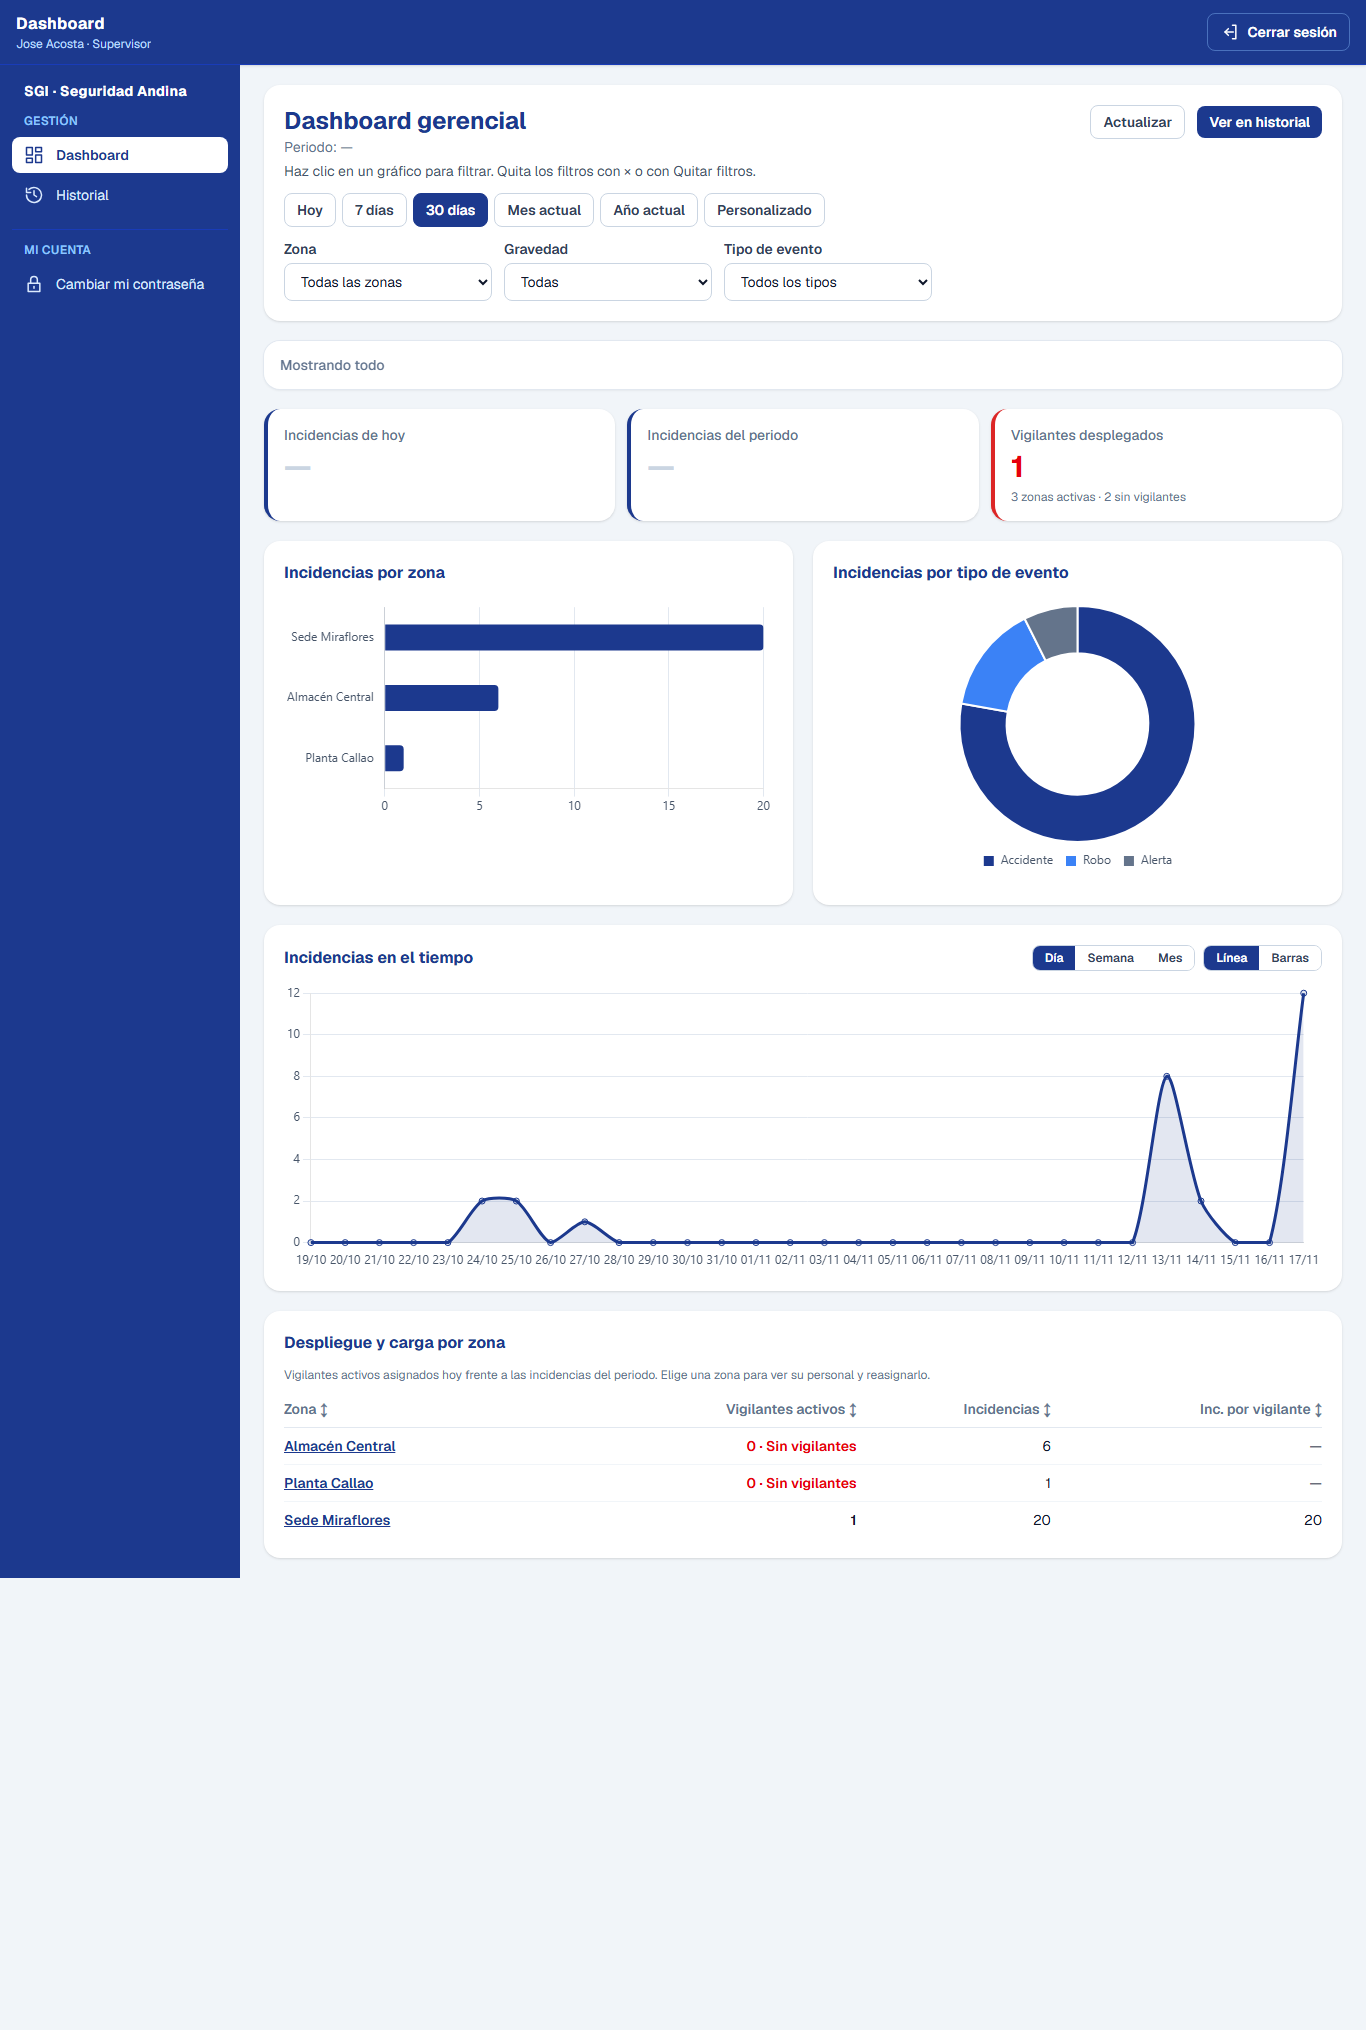 Dashboard
Jose Acosta · Supervisor
Cerrar sesión
SGI · Seguridad Andina
GESTIÓN
Dashboard
Historial
MI CUENTA
Cambiar mi contraseña
Dashboard gerencial
Actualizar
Ver en historial
Periodo: —
Haz clic en un gráfico para filtrar. Quita los filtros con × o con Quitar filtros.
Hoy 7 días 30 días Mes actual Año actual Personalizado
Zona Gravedad Tipo de evento
Todas las zonas Todas Todos los tipos
Mostrando todo
Incidencias de hoy
—
Incidencias del periodo
—
Vigilantes desplegados
1
3 zonas activas · 2 sin vigilantes
Incidencias por zona
Sede Miraflores
Almacén Central
Planta Callao
0 5 10 15 20
Incidencias por tipo de evento
Accidente Robo Alerta
Incidencias en el tiempo
Día Semana Mes Línea Barras
12
10
8
6
4
2
0
19/10 20/10 21/10 22/10 23/10 24/10 25/10 26/10 27/10 28/10 29/10 30/10 31/10 01/11 02/11 03/11 04/11 05/11 06/11 07/11 08/11 09/11 10/11 11/11 12/11 13/11 14/11 15/11 16/11 17/11
Despliegue y carga por zona
Vigilantes activos asignados hoy frente a las incidencias del periodo. Elige una zona para ver su personal y reasignarlo.
Zona ↕ Vigilantes activos ↕ Incidencias ↕ Inc. por vigilante ↕
Almacén Central 0 · Sin vigilantes 6 —
Planta Callao 0 · Sin vigilantes 1 —
Sede Miraflores 1 20 20